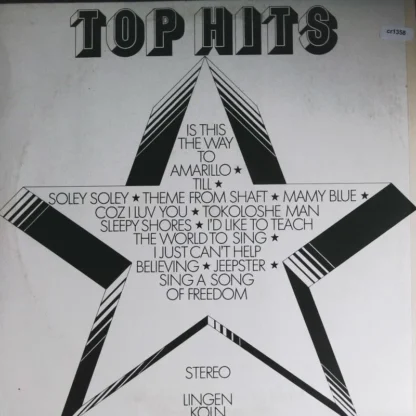 TOP HITS
cr1358
IS THIS
THE WAY
TO
AMARILLO ★
TILL ★
SOLEY SOLEY ★ THEME FROM SHAFT ★ MAMY BLUE ★
COZ I LUV YOU ★ TOKOLOSHE MAN
SLEEPY SHORES ★ I'D LIKE TO TEACH
THE WORLD TO SING ★
I JUST CAN'T HELP
BELIEVING ★ JEEPSTER ★
SING A SONG
OF FREEDOM
STEREO
LINGEN
KÖLN